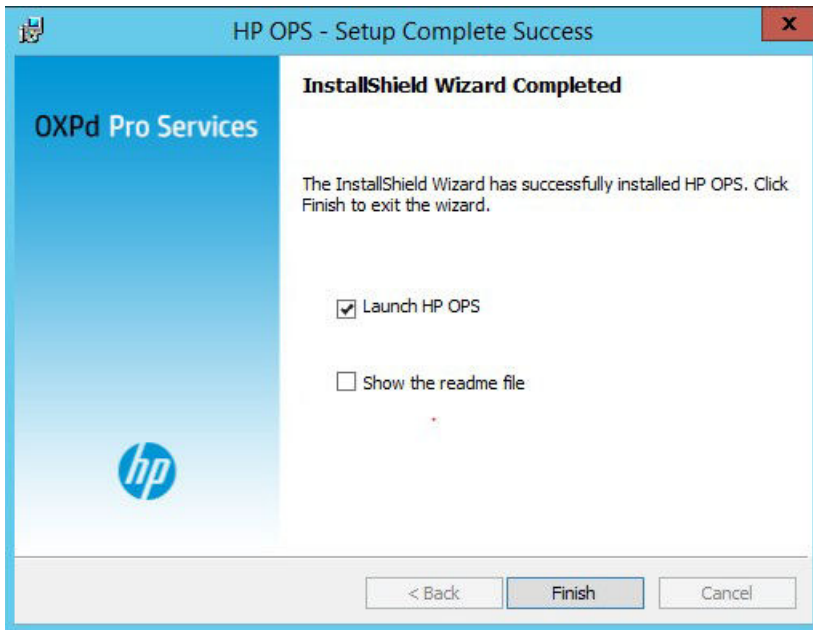 HP OPS - Setup Complete Success
x
InstallShield Wizard Completed
OXPd Pro Services
The InstallShield Wizard has successfully installed HP OPS. Click
Finish to exit the wizard.
Launch HP OPS
Show the readme file
hp
< Back
Finish
Cancel